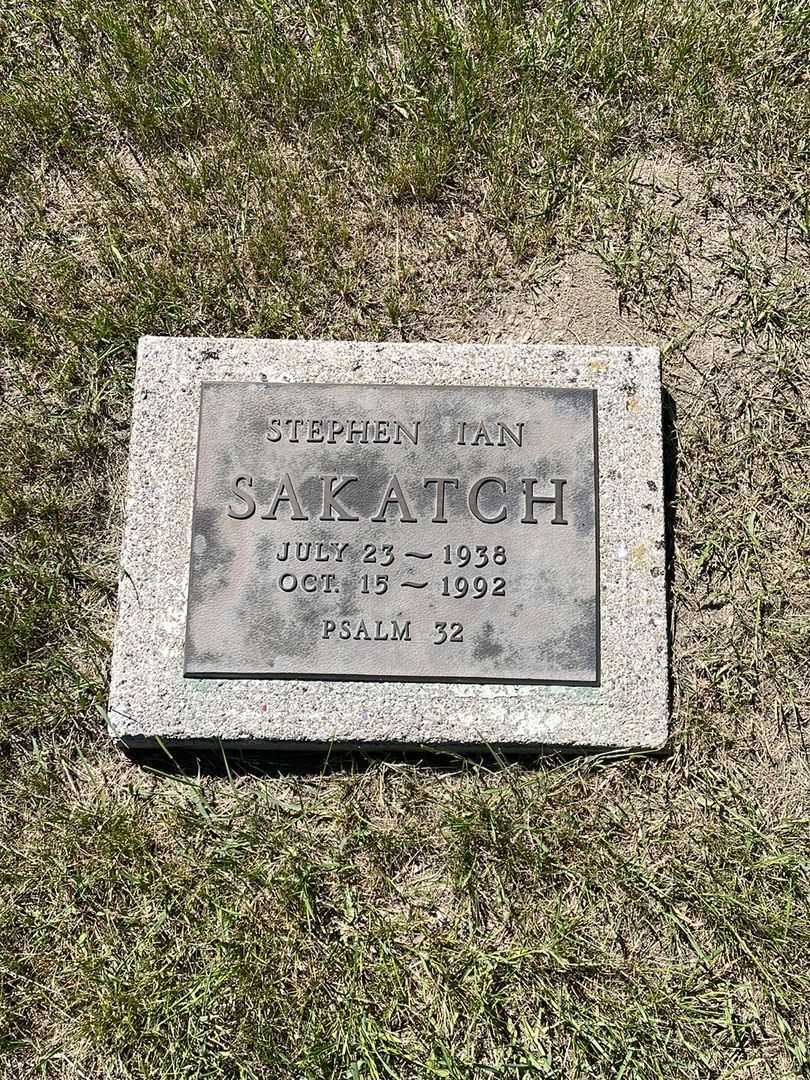 STEPHEN IAN
SAKATCH
JULY 23 ~ 1938
OCT. 15 ~ 1992
PSALM 32